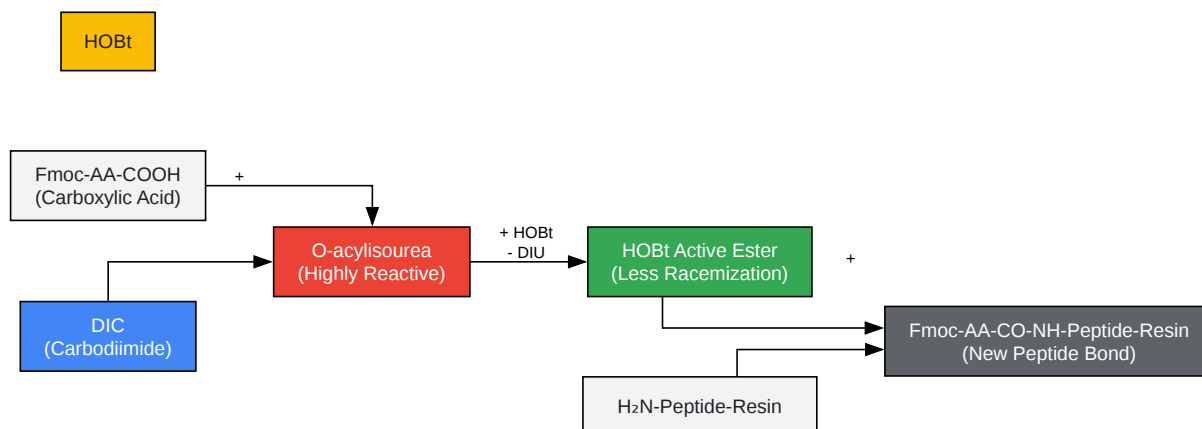 HOBt
Fmoc-AA-COOH
(Carboxylic Acid)
+
O-acylisourea
(Highly Reactive)
+ HOBt
- DIU
HOBt Active Ester
(Less Racemization)
+
DIC
(Carbodiimide)
Fmoc-AA-CO-NH-Peptide-Resin
(New Peptide Bond)
H₂N-Peptide-Resin